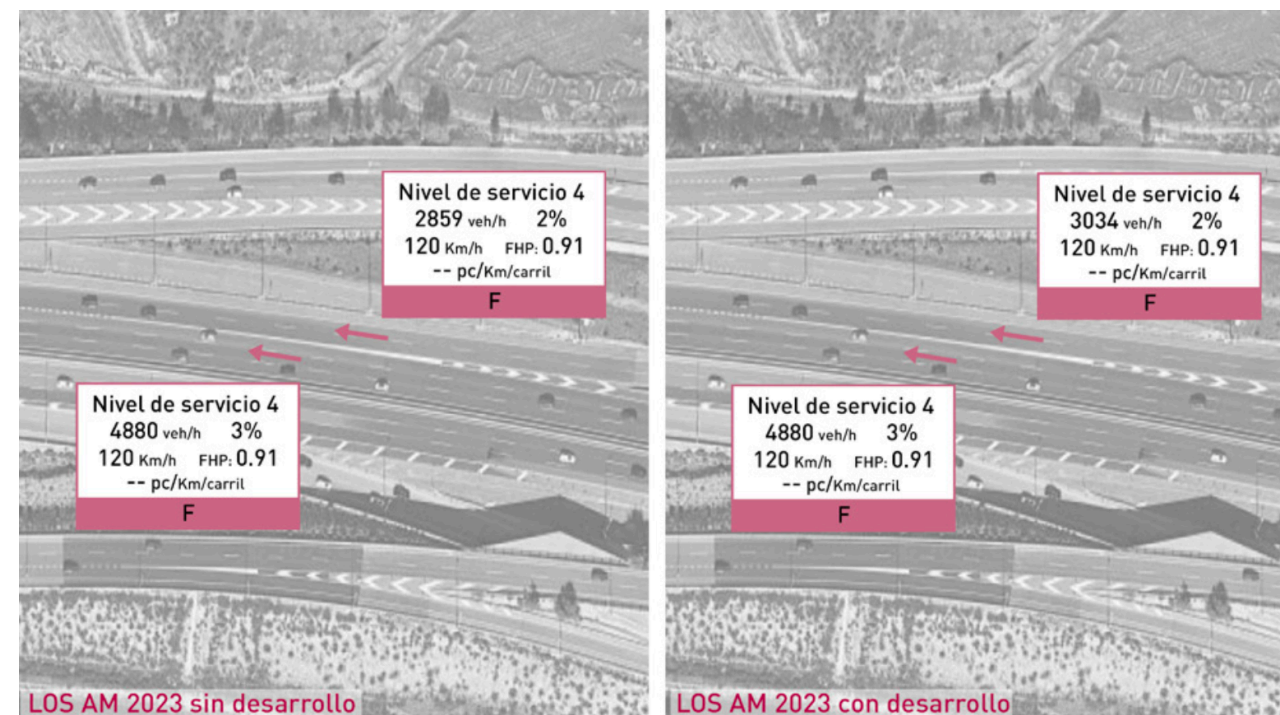 Nivel de servicio 4
2859 veh/h 2%
120 Km/h FHP: 0.91
-- pc/Km/carril
F
Nivel de servicio 4
4880 veh/h 3%
120 Km/h FHP: 0.91
-- pc/Km/carril
F
LOS AM 2023 sin desarrollo
Nivel de servicio 4
3034 veh/h 2%
120 Km/h FHP: 0.91
-- pc/Km/carril
F
Nivel de servicio 4
4880 veh/h 3%
120 Km/h FHP: 0.91
-- pc/Km/carril
F
LOS AM 2023 con desarrollo